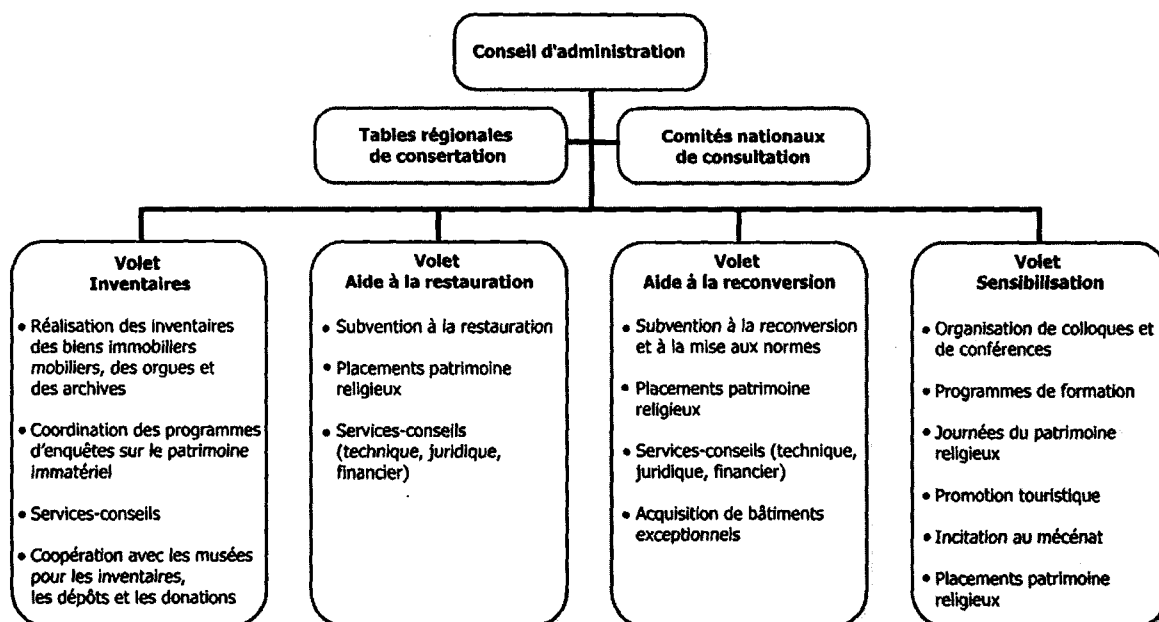 Conseil d'administration
Tables régionales
de consertation
Comités nationaux
de consultation
Volet
Inventaires
• Réalisation des inventaires
des biens immobiliers
mobiliers, des orgues et
des archives
• Coordination des programmes
d'enquêtes sur le patrimoine
immatériel
• Services-conseils
• Coopération avec les musées
pour les inventaires,
les dépôts et les donations
Volet
Aide à la restauration
• Subvention à la restauration
• Placements patrimoine
religieux
• Services-conseils
(technique, juridique,
financier)
Volet
Aide à la reconversion
• Subvention à la reconversion
et à la mise aux normes
• Placements patrimoine
religieux
• Services-conseils (technique,
juridique, financier)
• Acquisition de bâtiments
exceptionnels
Volet
Sensibilisation
• Organisation de colloques et
de conférences
• Programmes de formation
• Journées du patrimoine
religieux
• Promotion touristique
• Incitation au mécénat
• Placements patrimoine
religieux